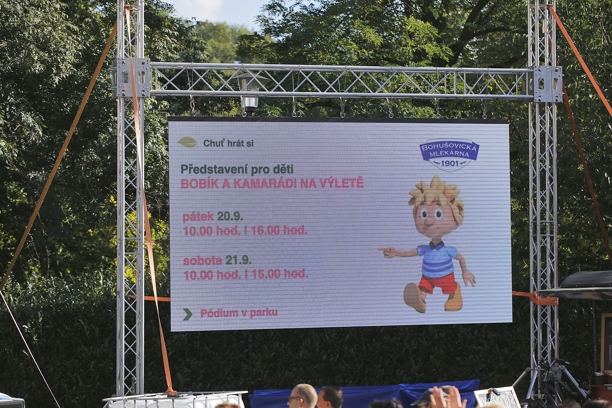 Chuť hrát si
BOHUŠOVICKÁ
MLÉKÁRNA
1901
Představení pro děti
BOBÍK A KAMARÁDI NA VÝLETĚ
pátek 20.9.
10.00 hod. I 16.00 hod.
sobota 21.9.
10.00 hod. I 15.00 hod.
Pódium v parku